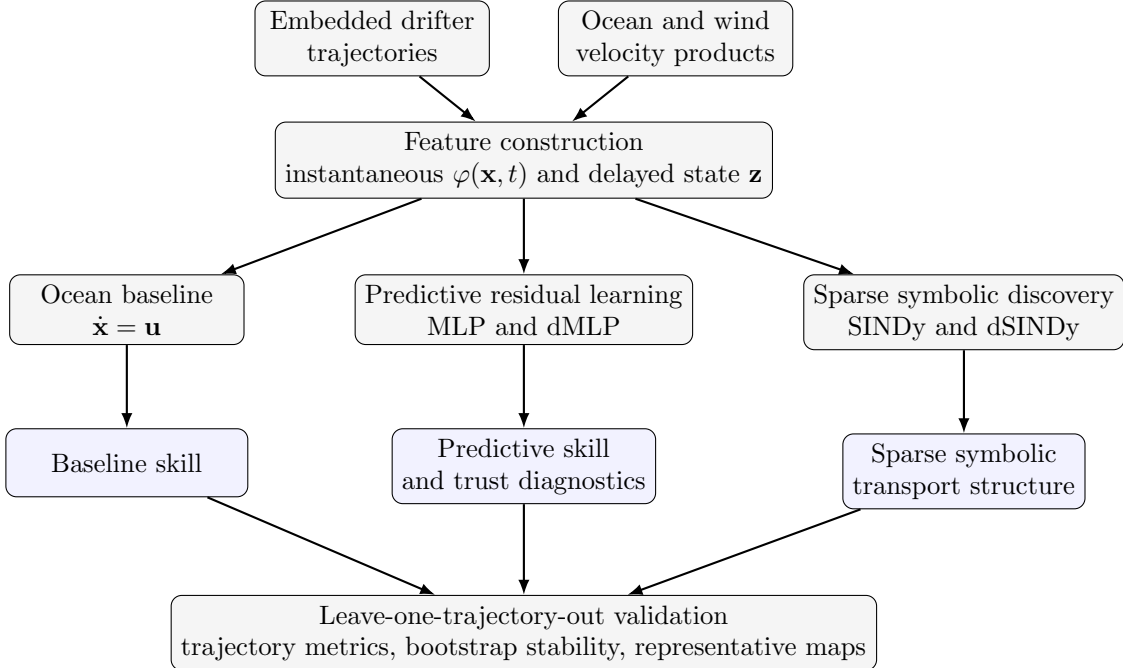 Embedded drifter
trajectories
Ocean and wind
velocity products
Feature construction
instantaneous φ(x, t) and delayed state z
Ocean baseline
ẋ = u
Predictive residual learning
MLP and dMLP
Sparse symbolic discovery
SINDy and dSINDy
Baseline skill
Predictive skill
and trust diagnostics
Sparse symbolic
transport structure
Leave-one-trajectory-out validation
trajectory metrics, bootstrap stability, representative maps